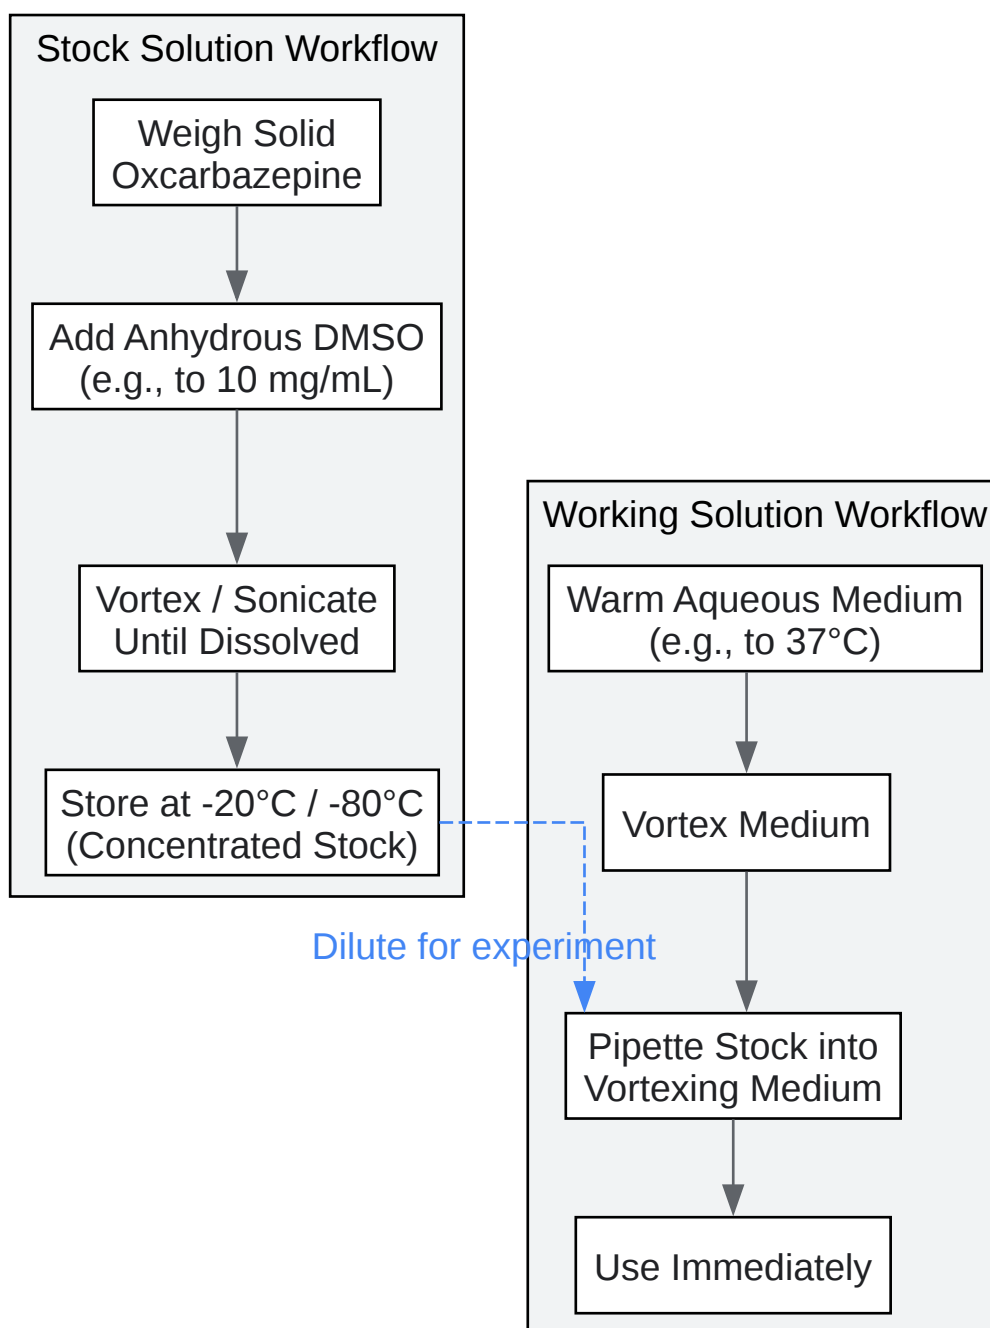 Stock Solution Workflow
Weigh Solid
Oxcarbazepine
Add Anhydrous DMSO
(e.g., to 10 mg/mL)
Vortex / Sonicate
Until Dissolved
Store at -20°C / -80°C
(Concentrated Stock)
Dilute for experiment
Working Solution Workflow
Warm Aqueous Medium
(e.g., to 37°C)
Vortex Medium
Pipette Stock into
Vortexing Medium
Use Immediately